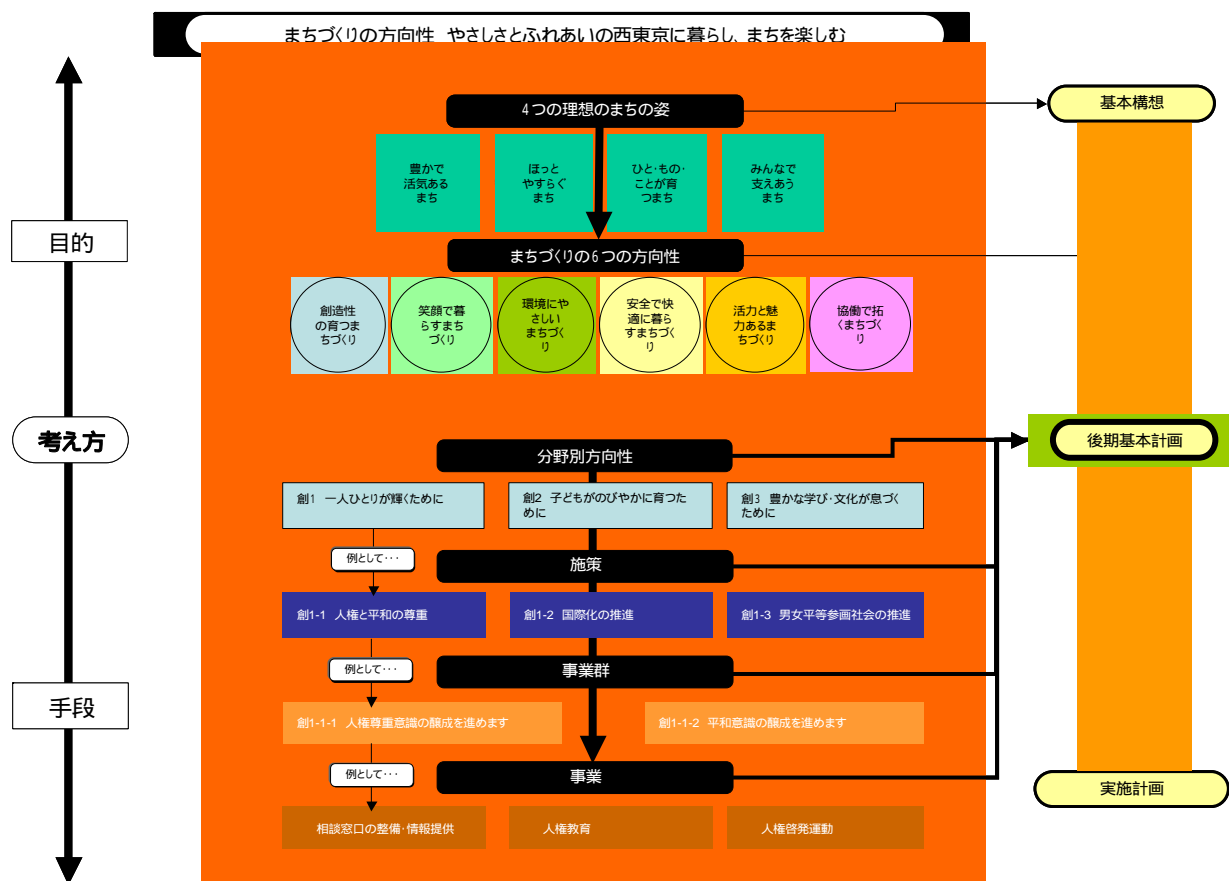 まちづくりの方向性 やさしさとふれあいの西東京に暮らし、まちを楽しむ
4つの理想のまちの姿
基本構想
豊かで
活気ある
まち
ほっと
やすらぐ
まち
ひと・もの・
ことが育
つまち
みんなで
支えあう
まち
目的
まちづくりの6つの方向性
創造性
の育つま
ちづくり
笑顔で暮
らすまち
づくり
環境にや
さしい
まちづく
り
安全で快
適に暮ら
すまちづく
り
活力と魅
力あるま
ちづくり
協働で拓
くまちづく
り
考え方
後期基本計画
分野別方向性
創1 一人ひとりが輝くために
創2 子どもがのびやかに育つた
めに
創3 豊かな学び・文化が息づく
ために
例として・・・
施策
創1-1 人権と平和の尊重
創1-2 国際化の推進
創1-3 男女平等参画社会の推進
例として・・・
事業群
手段
創1-1-1 人権尊重意識の醸成を進めます
創1-1-2 平和意識の醸成を進めます
例として・・・
事業
実施計画
相談窓口の整備・情報提供
人権教育
人権啓発運動